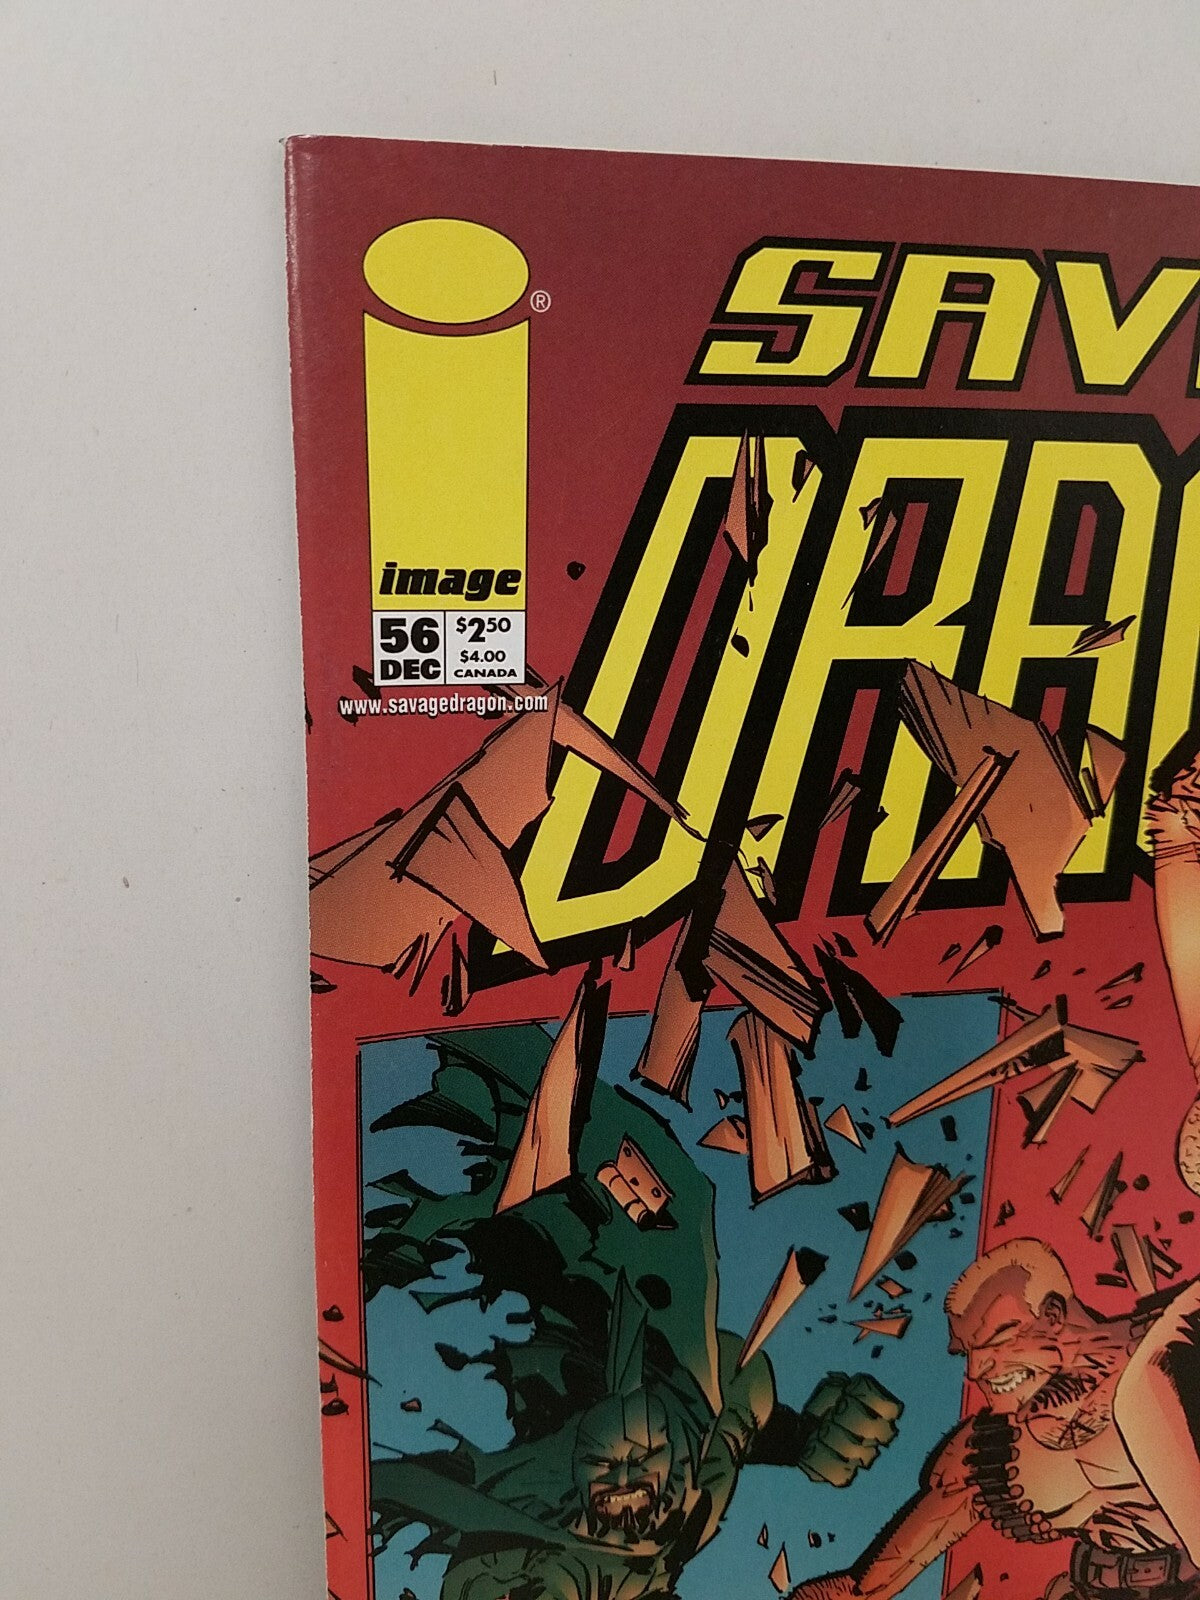 ®
SAV
DRAG
image
56 $2.50
DEC $4.00
CANADA
www.savagedragon.com